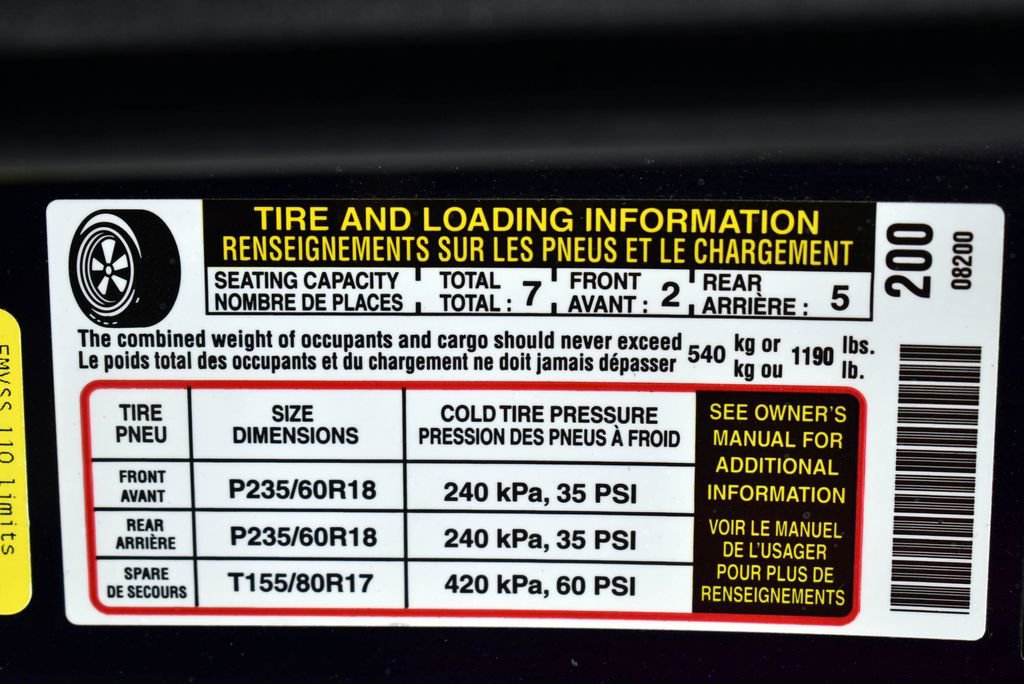 TIRE AND LOADING INFORMATION
RENSEIGNEMENTS SUR LES PNEUS ET LE CHARGEMENT
SEATING CAPACITY TOTAL FRONT REAR
NOMBRE DE PLACES TOTAL : 7 AVANT : 2 ARRIÈRE : 5
The combined weight of occupants and cargo should never exceed 540 kg or 1190 lbs.
Le poids total des occupants et du chargement ne doit jamais dépasser kg ou lb.
TIRE SIZE COLD TIRE PRESSURE
PNEU DIMENSIONS PRESSION DES PNEUS À FROID
FRONT
AVANT P235/60R18 240 kPa, 35 PSI
REAR
ARRIÈRE P235/60R18 240 kPa, 35 PSI
SPARE
DE SECOURS T155/80R17 420 kPa, 60 PSI
SEE OWNER'S
MANUAL FOR
ADDITIONAL
INFORMATION
VOIR LE MANUEL
DE L'USAGER
POUR PLUS DE
RENSEIGNEMENTS
200
08200
FMVSS 110 limits